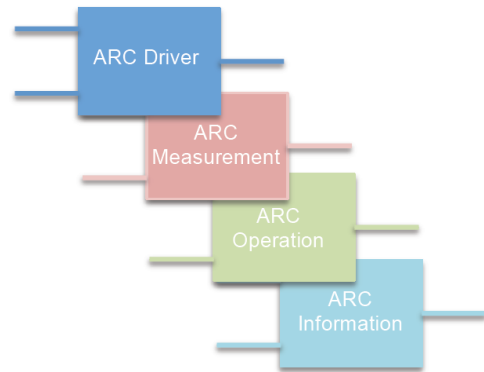 ARC Driver
ARC
Measurement
ARC
Operation
ARC
Information